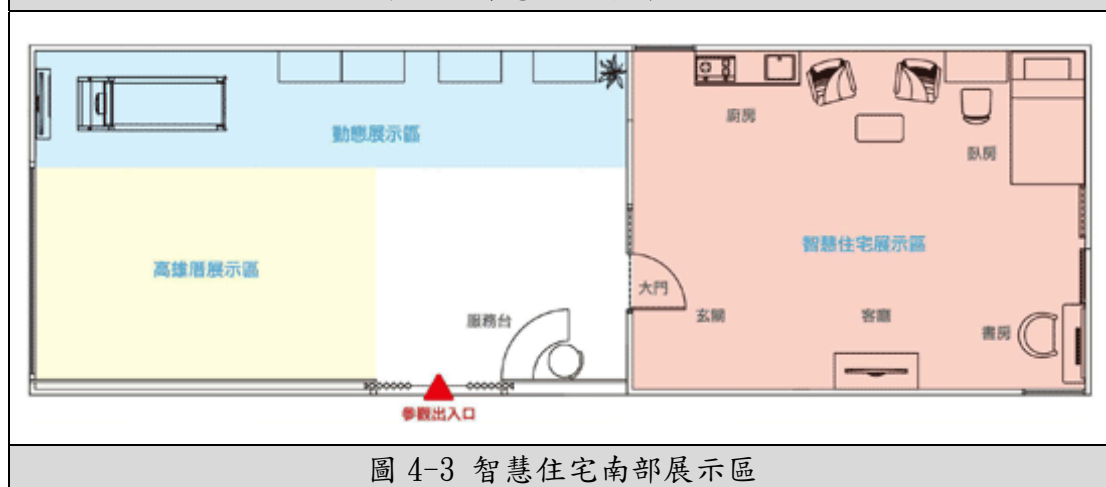 廚房
動態展示區
臥房
智慧住宅展示區
高雄厝展示區
大門
服務台
玄關
客廳
書房
參觀出入口
圖 4-3 智慧住宅南部展示區